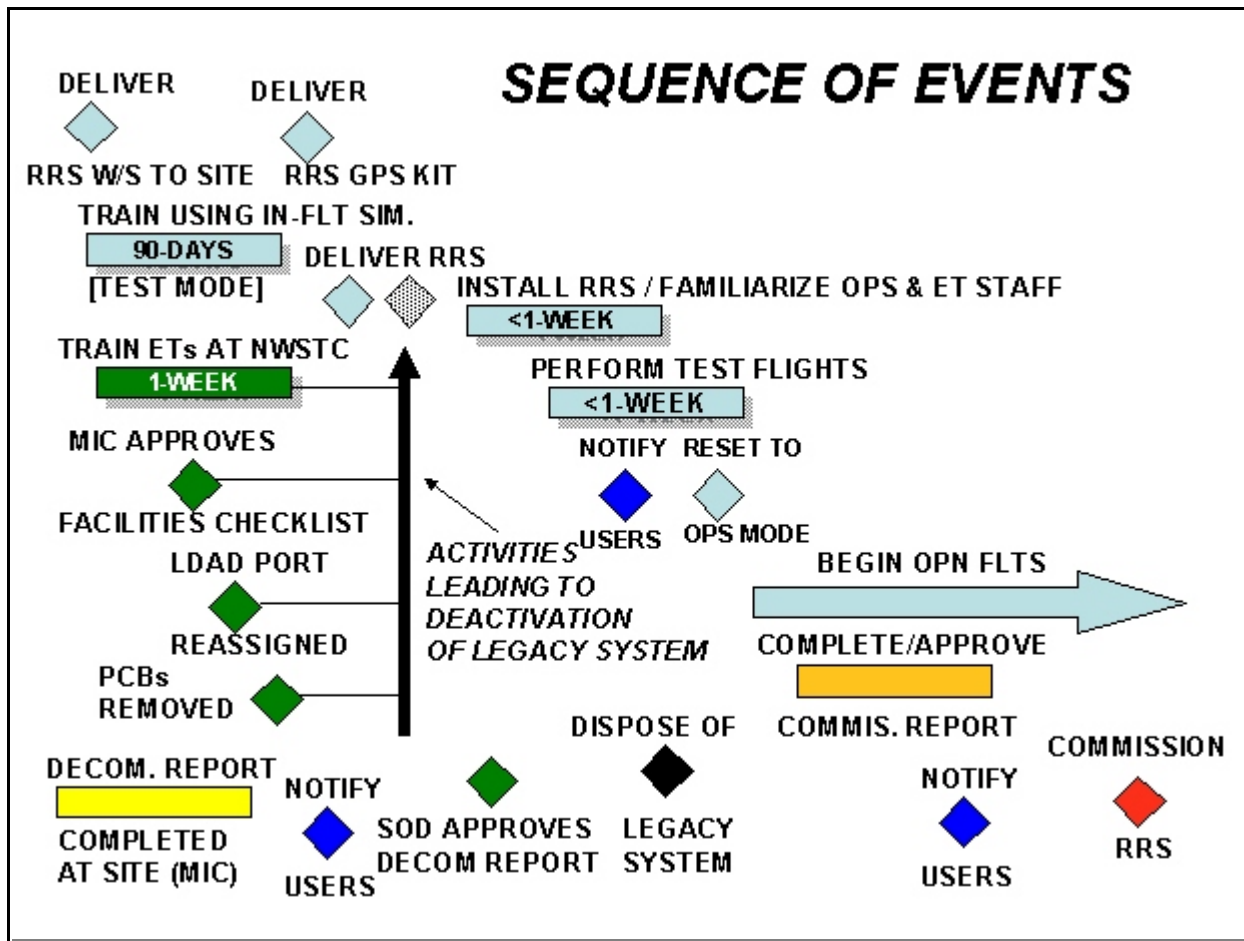 SEQUENCE OF EVENTS
DELIVER
RRS W/S TO SITE
DELIVER
RRS GPS KIT
TRAIN USING IN-FLT SIM.
90-DAYS
[TEST MODE]
DELIVER RRS
INSTALL RRS / FAMILIARIZE OPS & ET STAFF
<1-WEEK
TRAIN ETs AT NWSTC
1-WEEK
PERFORM TEST FLIGHTS
<1-WEEK
MIC APPROVES
FACILITIES CHECKLIST
NOTIFY
USERS
RESET TO
OPS MODE
LDAD PORT
REASSIGNED
ACTIVITIES
LEADING TO
DEACTIVATION
OF LEGACY SYSTEM
BEGIN OPN FLTS
PCBs
REMOVED
COMPLETE/APPROVE
COMMIS. REPORT
DECOM. REPORT
COMPLETED
AT SITE (MIC)
NOTIFY
USERS
SOD APPROVES
DECOM REPORT
DISPOSE OF
LEGACY
SYSTEM
NOTIFY
USERS
COMMISSION
RRS